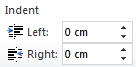 Indent
Left: 0 cm
Right: 0 cm